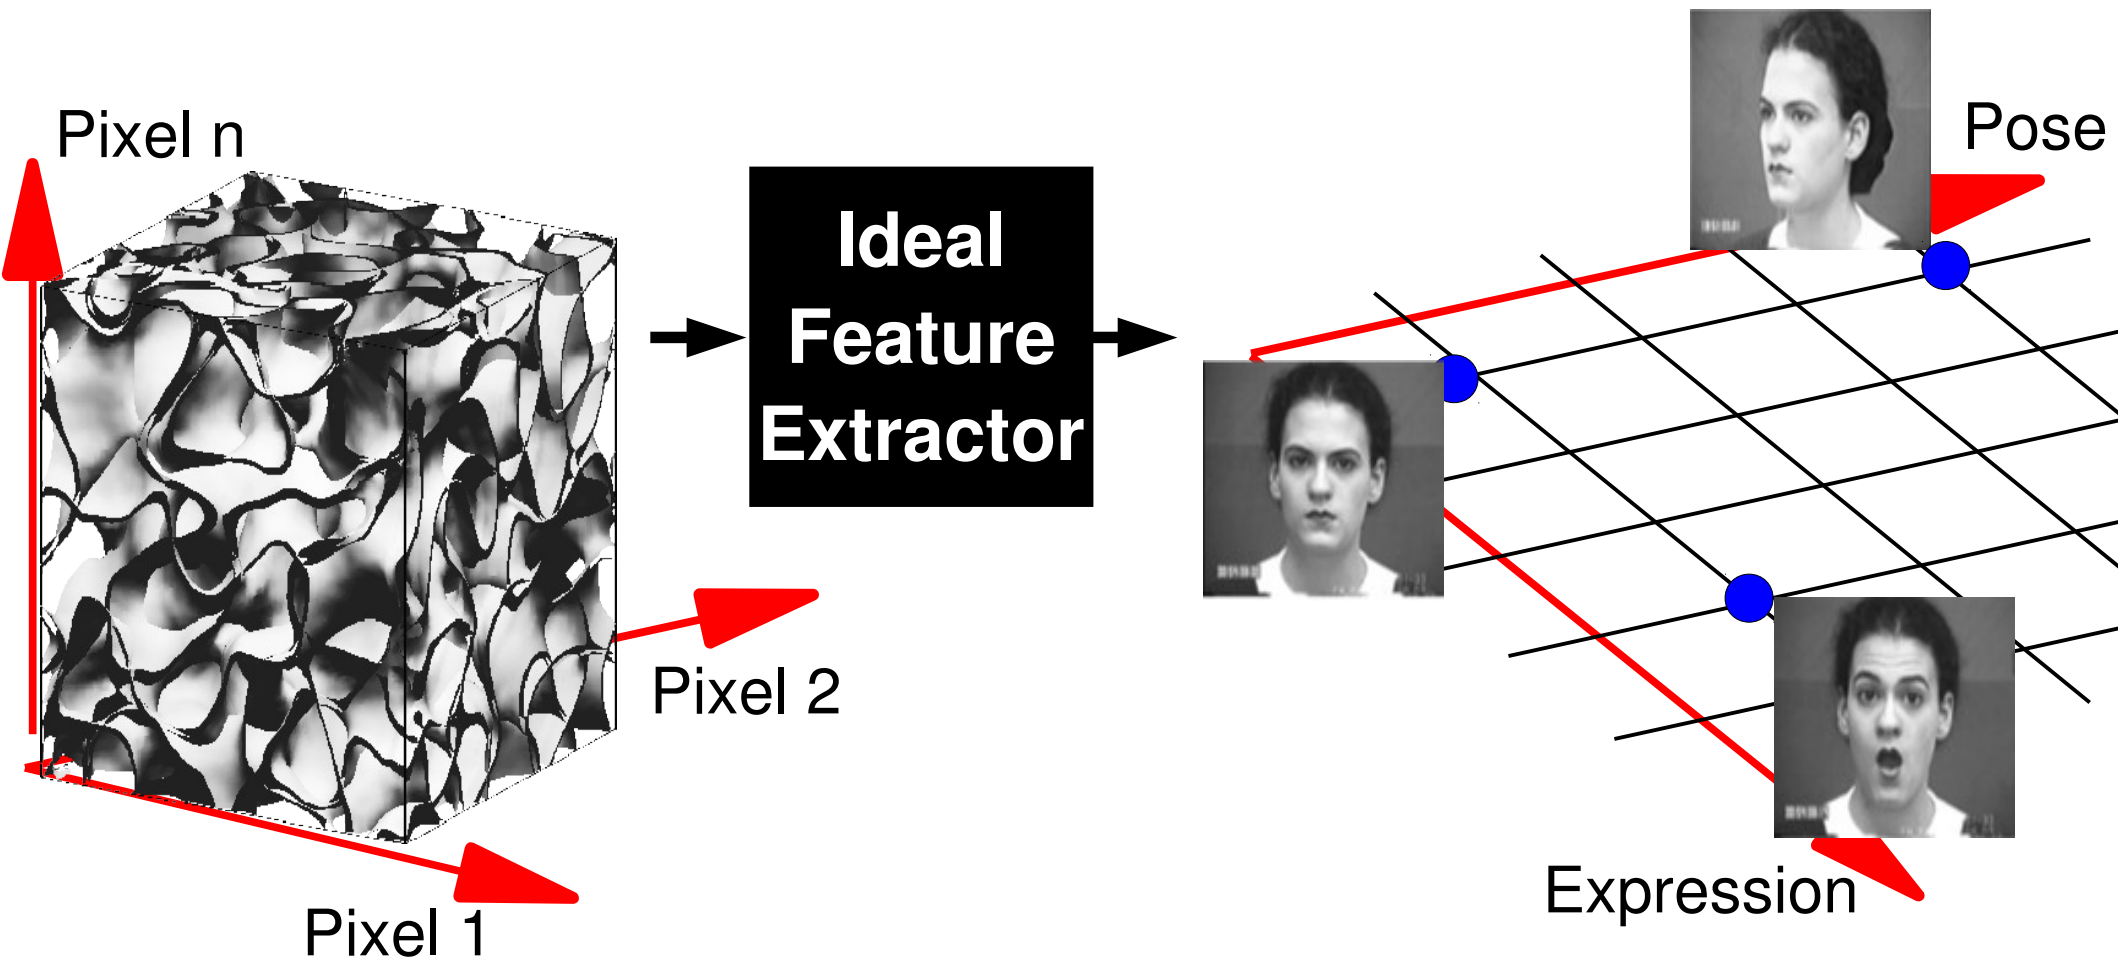 Pixel n
Ideal
Feature
Extractor
Pose
Pixel 2
Pixel 1
Expression